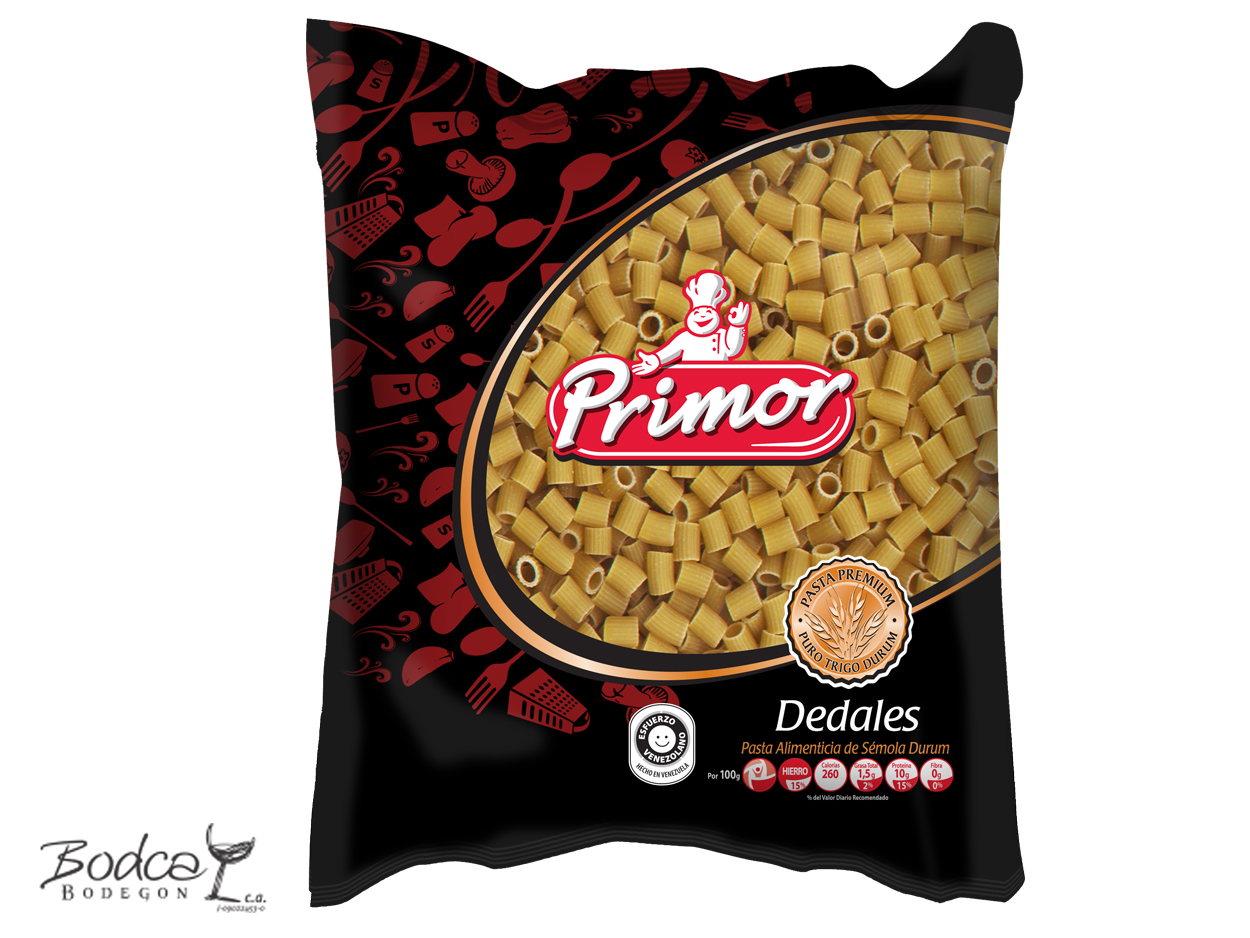 S
P
S
P
S
Primor
PASTA PREMIUM
PURO TRIGO DURUM
Dedales
Pasta Alimenticia de Sémola Durum
ESFUERZO
VENEZOLANO
HECHO EN VENEZUELA
Por 100g
HIERRO
15%
Calorías
260
Grasa Total
1,5g
2%
Proteína
10g
15%
Fibra
0g
0%
% del Valor Diario Recomendado
Bodca
BODEGON
c.a.